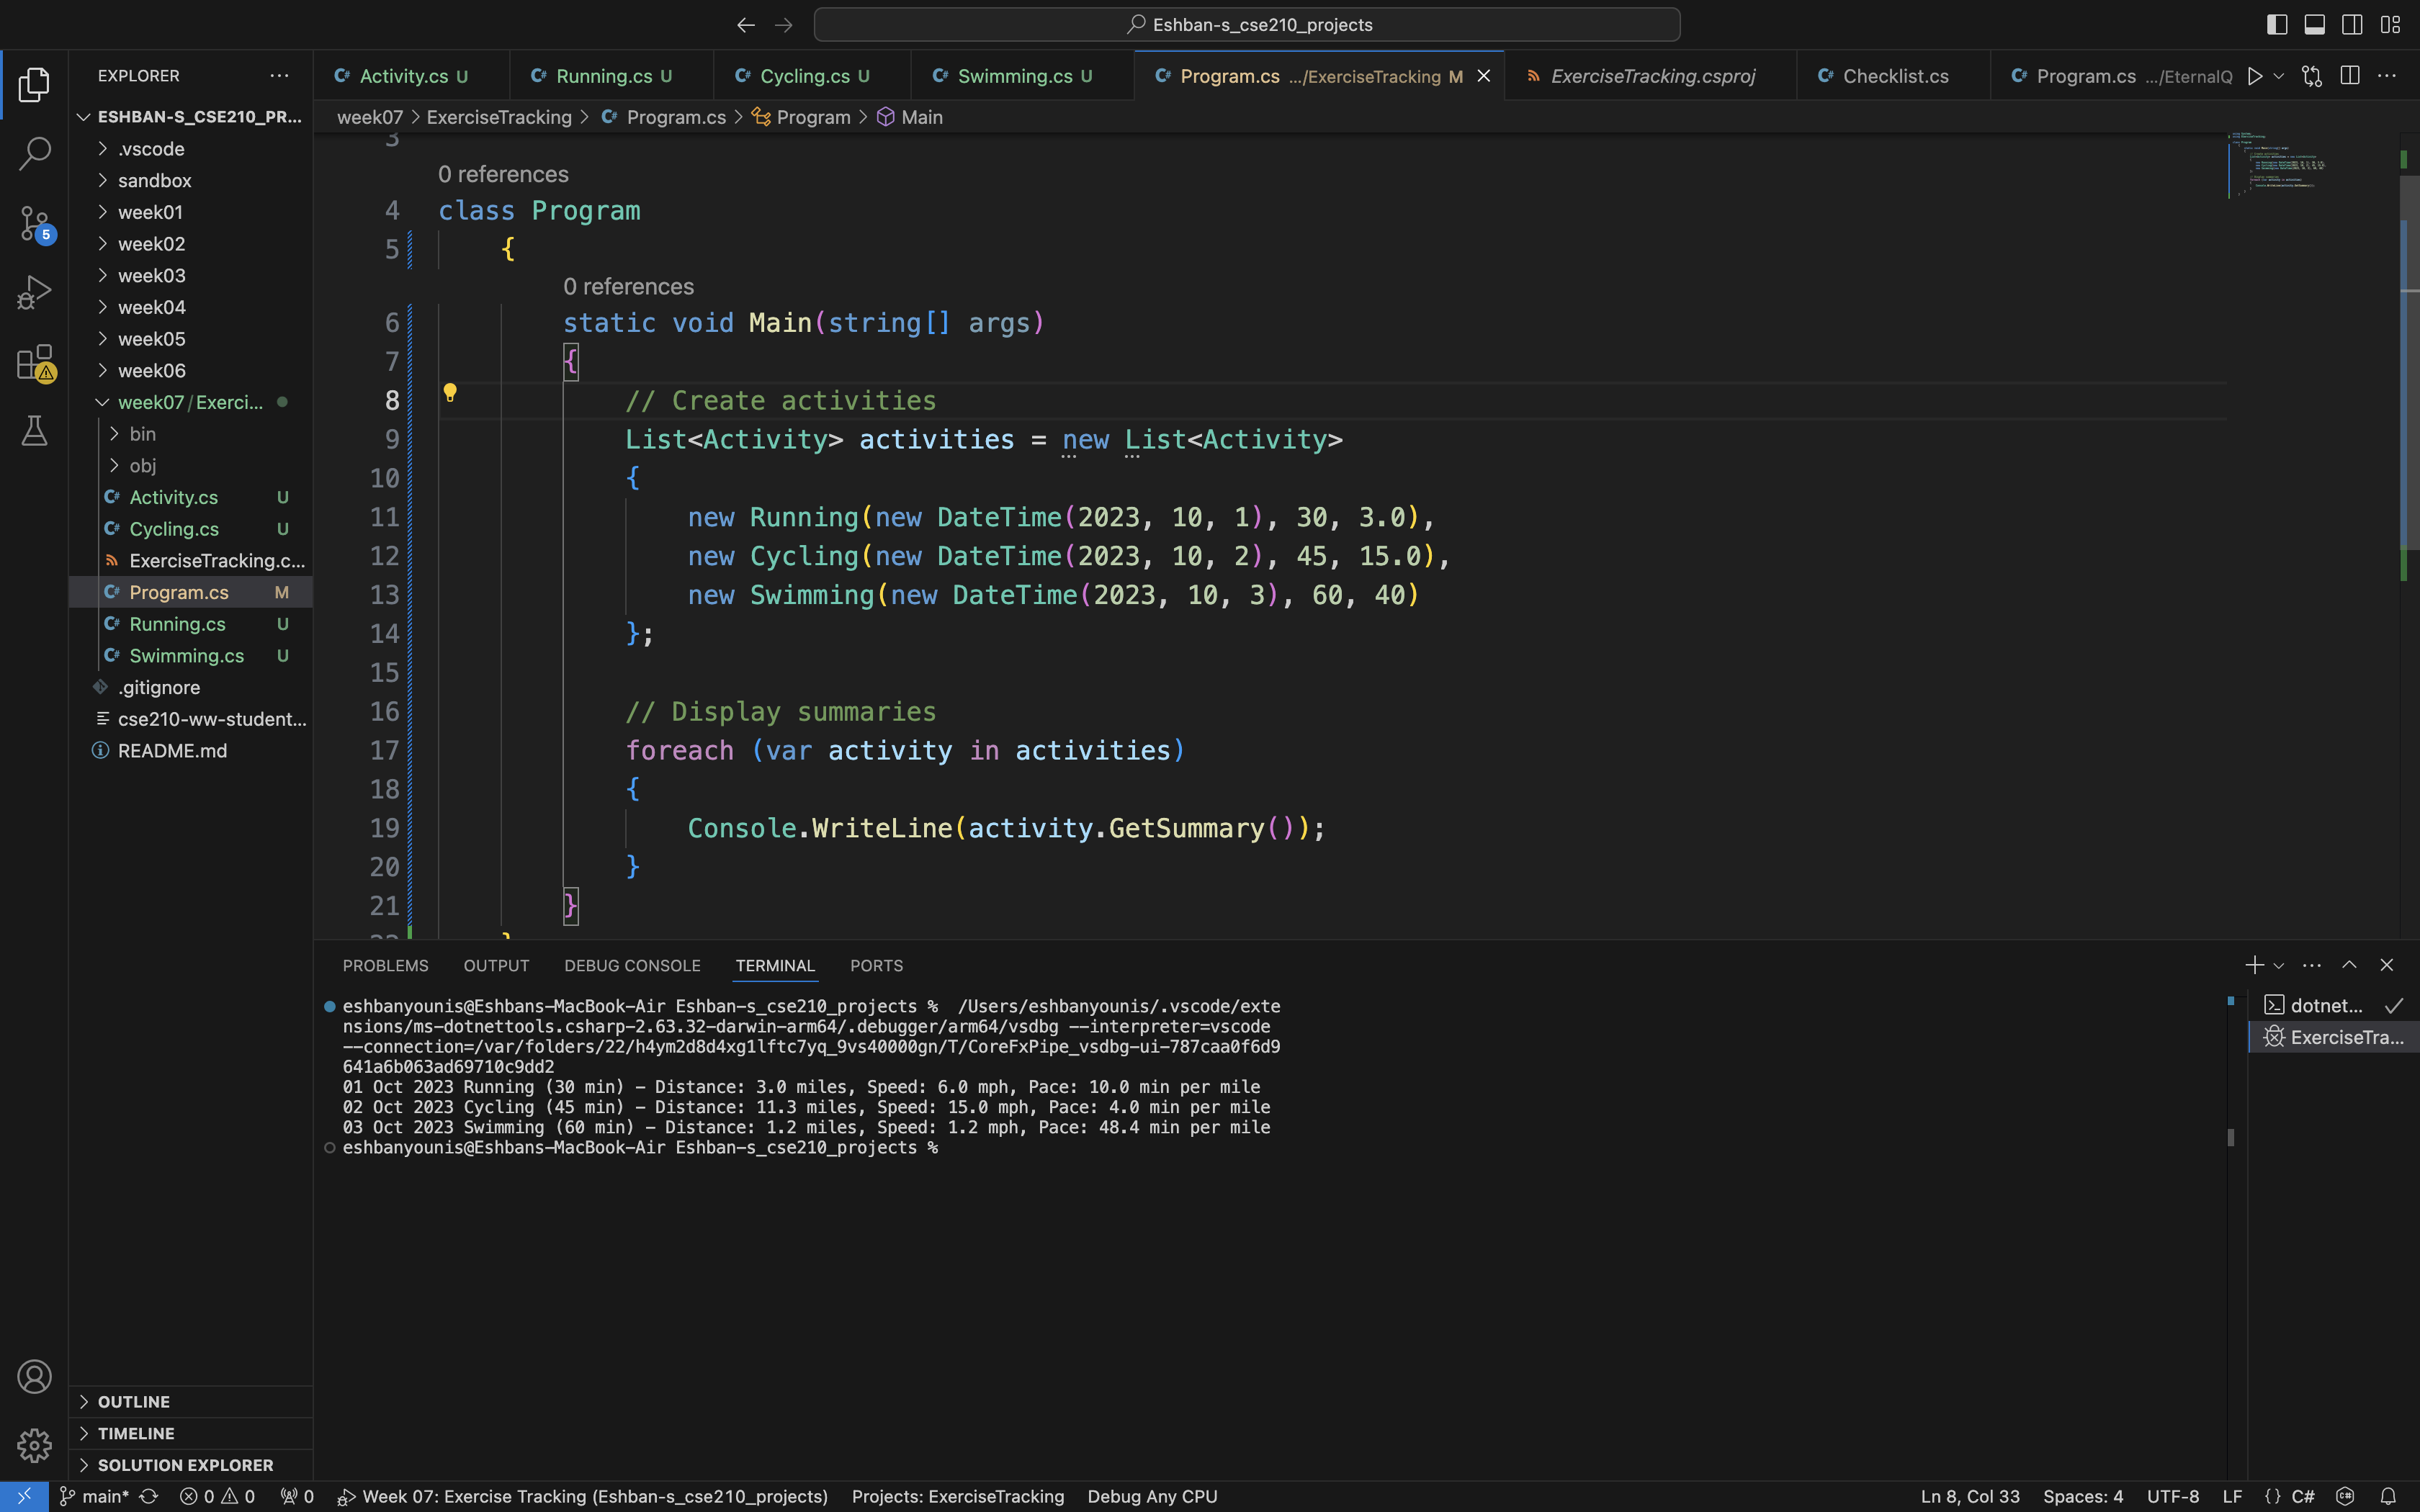 Eshban-s_cse210_projects
EXPLORER
ESHBAN-S_CSE210_PR...
.vscode
sandbox
week01
week02
week03
week04
week05
week06
week07/Exerci...
bin
obj
Activity.cs U
Cycling.cs U
ExerciseTracking.c...
Program.cs M
Running.cs U
Swimming.cs U
.gitignore
cse210-ww-student...
README.md
OUTLINE
TIMELINE
SOLUTION EXPLORER
5
Activity.cs U
Running.cs U
Cycling.cs U
Swimming.cs U
Program.cs .../ExerciseTracking M
ExerciseTracking.csproj
Checklist.cs
Program.cs .../EternalQ
week07 > ExerciseTracking > Program.cs > Program > Main
3
0 references
4 class Program
5 {
0 references
6 static void Main(string[] args)
7 {
8 // Create activities
9 List<Activity> activities = new List<Activity>
10 {
11 new Running(new DateTime(2023, 10, 1), 30, 3.0),
12 new Cycling(new DateTime(2023, 10, 2), 45, 15.0),
13 new Swimming(new DateTime(2023, 10, 3), 60, 40)
14 };
15
16 // Display summaries
17 foreach (var activity in activities)
18 {
19 Console.WriteLine(activity.GetSummary());
20 }
21 }
PROBLEMS OUTPUT DEBUG CONSOLE TERMINAL PORTS
eshbanyounis@Eshbans-MacBook-Air Eshban-s_cse210_projects % /Users/eshbanyounis/.vscode/exte
nsions/ms-dotnettools.csharp-2.63.32-darwin-arm64/.debugger/arm64/vsdbg --interpreter=vscode
--connection=/var/folders/22/h4ym2d8d4xg1lftc7yq_9vs40000gn/T/CoreFxPipe_vsdbg-ui-787caa0f6d9
641a6b063ad69710c9dd2
01 Oct 2023 Running (30 min) - Distance: 3.0 miles, Speed: 6.0 mph, Pace: 10.0 min per mile
02 Oct 2023 Cycling (45 min) - Distance: 11.3 miles, Speed: 15.0 mph, Pace: 4.0 min per mile
03 Oct 2023 Swimming (60 min) - Distance: 1.2 miles, Speed: 1.2 mph, Pace: 48.4 min per mile
eshbanyounis@Eshbans-MacBook-Air Eshban-s_cse210_projects %
dotnet...
ExerciseTra...
main* 0 0 0 Week 07: Exercise Tracking (Eshban-s_cse210_projects) Projects: ExerciseTracking Debug Any CPU Ln 8, Col 33 Spaces: 4 UTF-8 LF {} C#